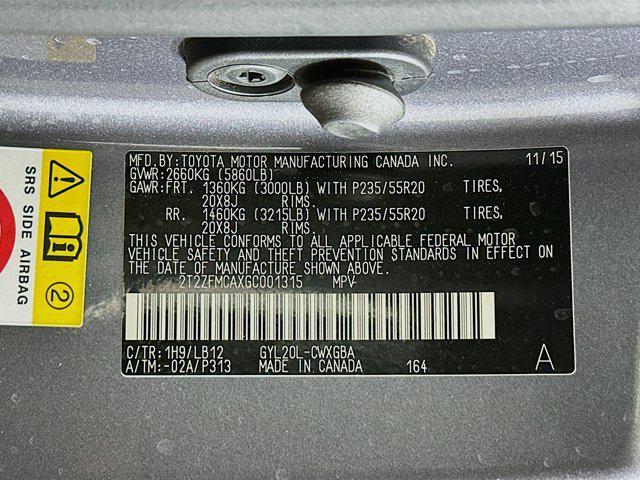 MFD.BY:TOYOTA MOTOR MANUFACTURING CANADA INC. 11/15
GVWR:2660KG (5860LB)
GAWR:FRT. 1360KG (3000LB) WITH P235/55R20 TIRES,
20X8J RIMS.
RR. 1460KG (3215LB) WITH P235/55R20 TIRES,
20X8J RIMS.
THIS VEHICLE CONFORMS TO ALL APPLICABLE FEDERAL MOTOR
VEHICLE SAFETY AND THEFT PREVENTION STANDARDS IN EFFECT
ON THE DATE OF MANUFACTURE SHOWN ABOVE.
2T2ZFMCAXGC001315 MPV
C/TR:1H9/LB12 GYL20L-CWXGBA A
A/TM:-02A/P313 MADE IN CANADA 164
SRS SIDE AIRBAG
2